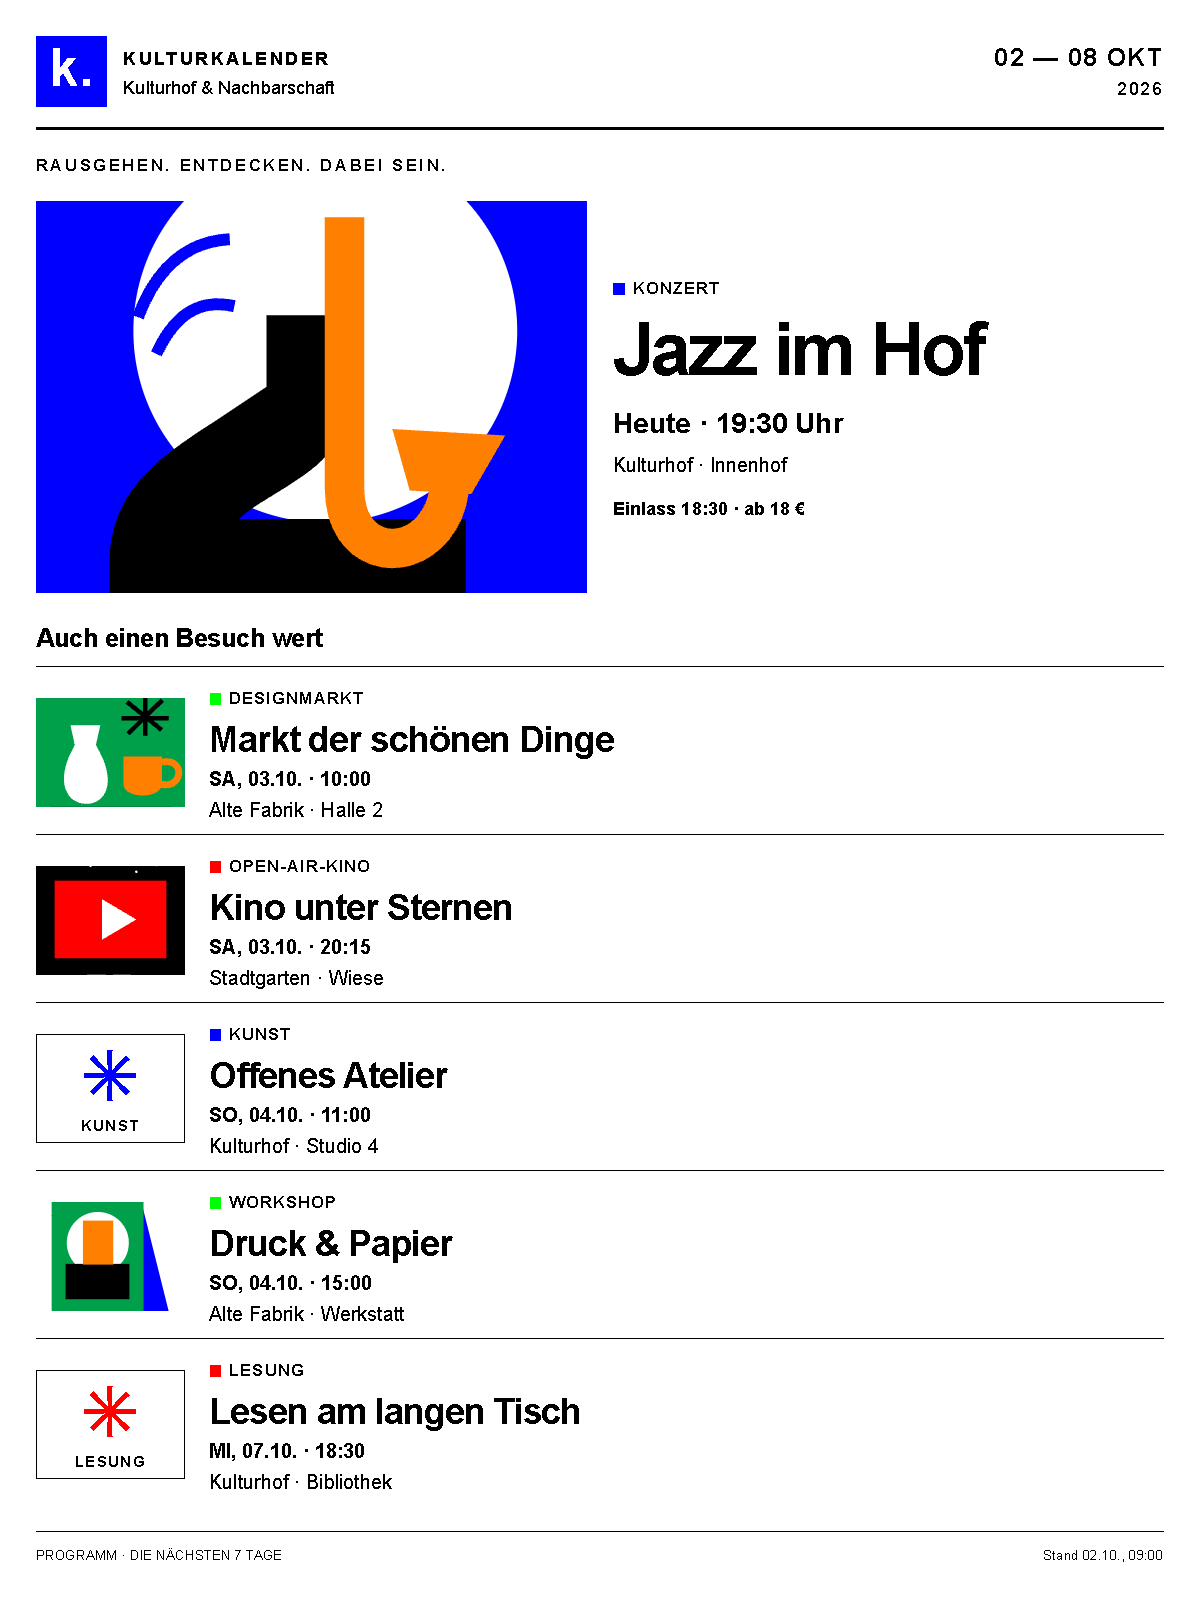 k.
KULTURKALENDER
Kulturhof & Nachbarschaft
02 — 08 OKT
2026
RAUSGEHEN. ENTDECKEN. DABEI SEIN.
KONZERT
Jazz im Hof
Heute · 19:30 Uhr
Kulturhof · Innenhof
Einlass 18:30 · ab 18 €
Auch einen Besuch wert
DESIGNMARKT
Markt der schönen Dinge
SA, 03.10. · 10:00
Alte Fabrik · Halle 2
OPEN-AIR-KINO
Kino unter Sternen
SA, 03.10. · 20:15
Stadtgarten · Wiese
KUNST
KUNST
Offenes Atelier
SO, 04.10. · 11:00
Kulturhof · Studio 4
WORKSHOP
Druck & Papier
SO, 04.10. · 15:00
Alte Fabrik · Werkstatt
LESUNG
LESUNG
Lesen am langen Tisch
MI, 07.10. · 18:30
Kulturhof · Bibliothek
PROGRAMM · DIE NÄCHSTEN 7 TAGE
Stand 02.10., 09:00